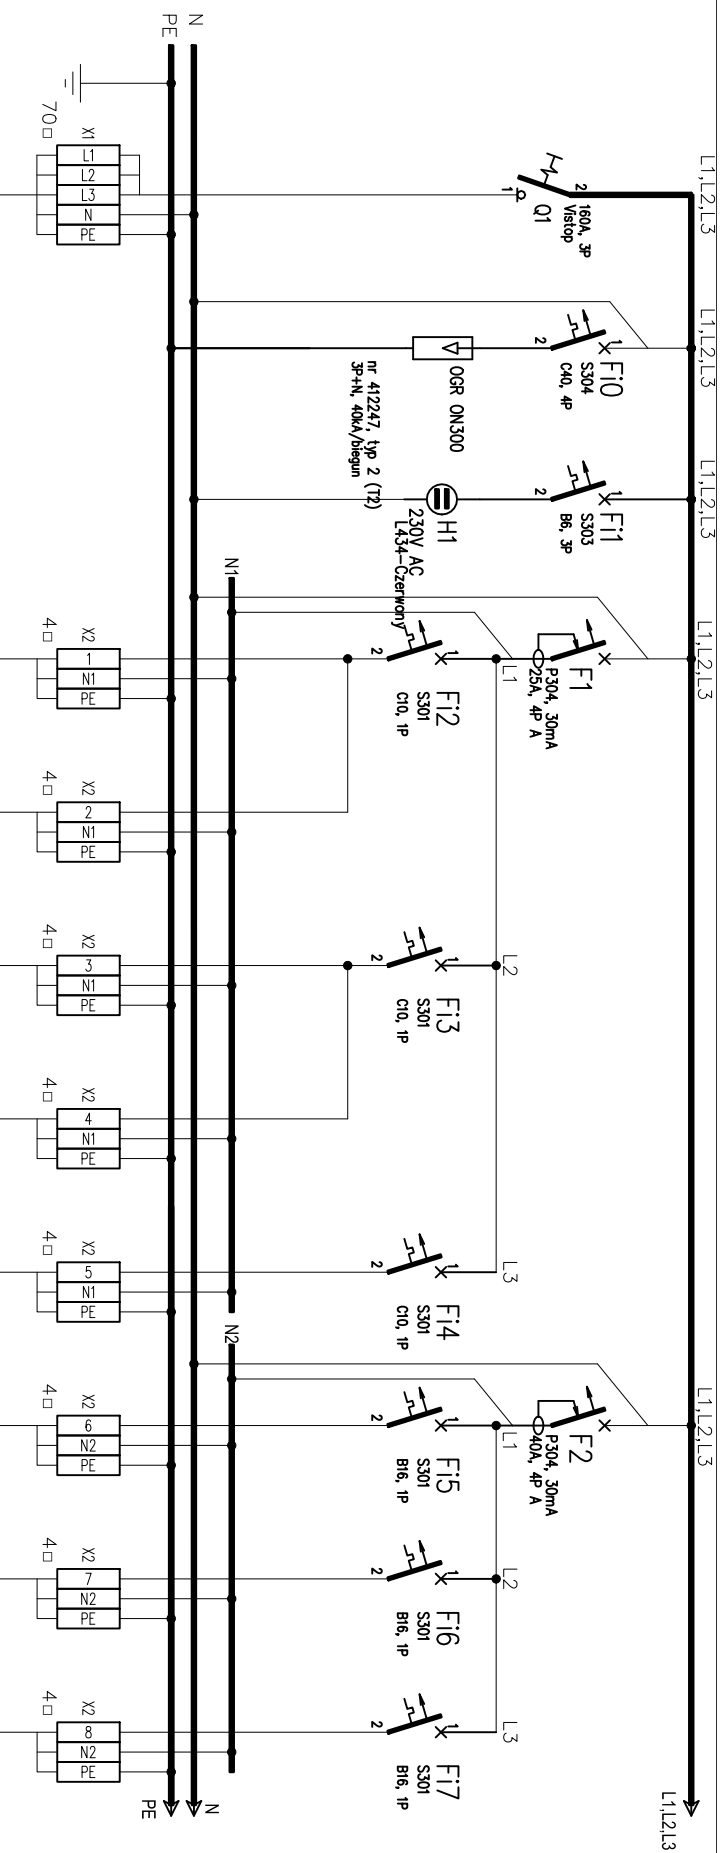 L1,L2,L3
L1,L2,L3
L1,L2,L3
L1,L2,L3
L1,L2,L3
L1,L2,L3
1
2
Q1
Vistop
160A, 3P
1
2
Fi0
S304
C40, 4P
OGR ON300
nr 412247, typ 2 (T2)
3P+N, 40kA/biegun
1
2
Fi1
S303
B6, 3P
H1
230V AC
L434-Czerwony
F1
P304, 30mA
25A, 4P A
L1
L2
L3
1
2
Fi2
S301
C10, 1P
1
2
Fi3
S301
C10, 1P
1
2
Fi4
S301
C10, 1P
F2
P304, 30mA
40A, 4P A
L1
L2
L3
1
2
Fi5
S301
B16, 1P
1
2
Fi6
S301
B16, 1P
1
2
Fi7
S301
B16, 1P
N1
N2
N
PE
N
PE
X1
L1
L2
L3
N
PE
70□
X2
1
N1
PE
4□
X2
2
N1
PE
4□
X2
3
N1
PE
4□
X2
4
N1
PE
4□
X2
5
N1
PE
4□
X2
6
N2
PE
4□
X2
7
N2
PE
4□
X2
8
N2
PE
4□